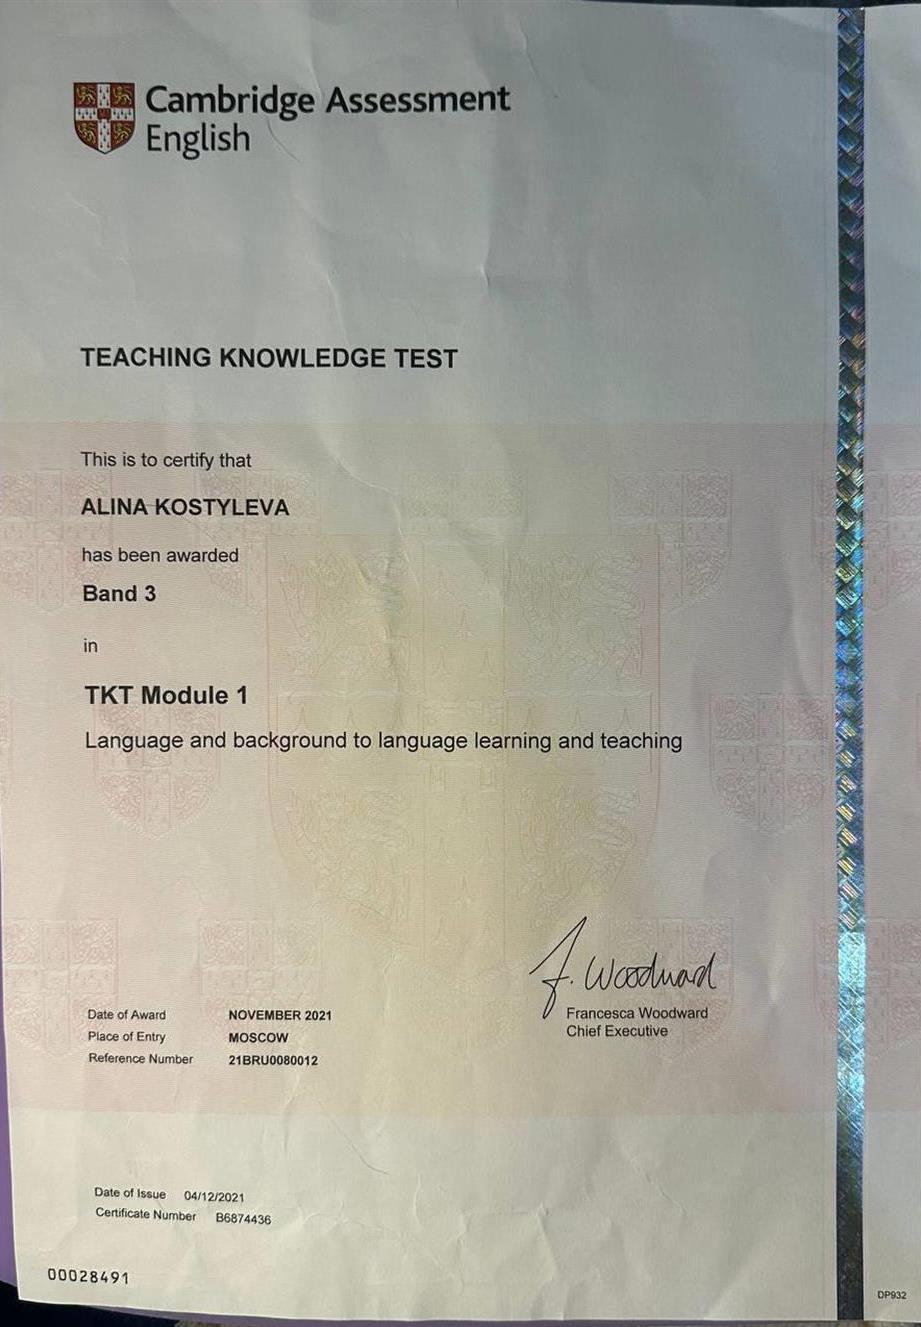 Cambridge Assessment
English
TEACHING KNOWLEDGE TEST
This is to certify that
ALINA KOSTYLEVA
has been awarded
Band 3
in
TKT Module 1
Language and background to language learning and teaching
F. Woodward
Francesca Woodward
Chief Executive
Date of Award NOVEMBER 2021
Place of Entry MOSCOW
Reference Number 21BRU0080012
Date of Issue 04/12/2021
Certificate Number B6874436
00028491
DP932